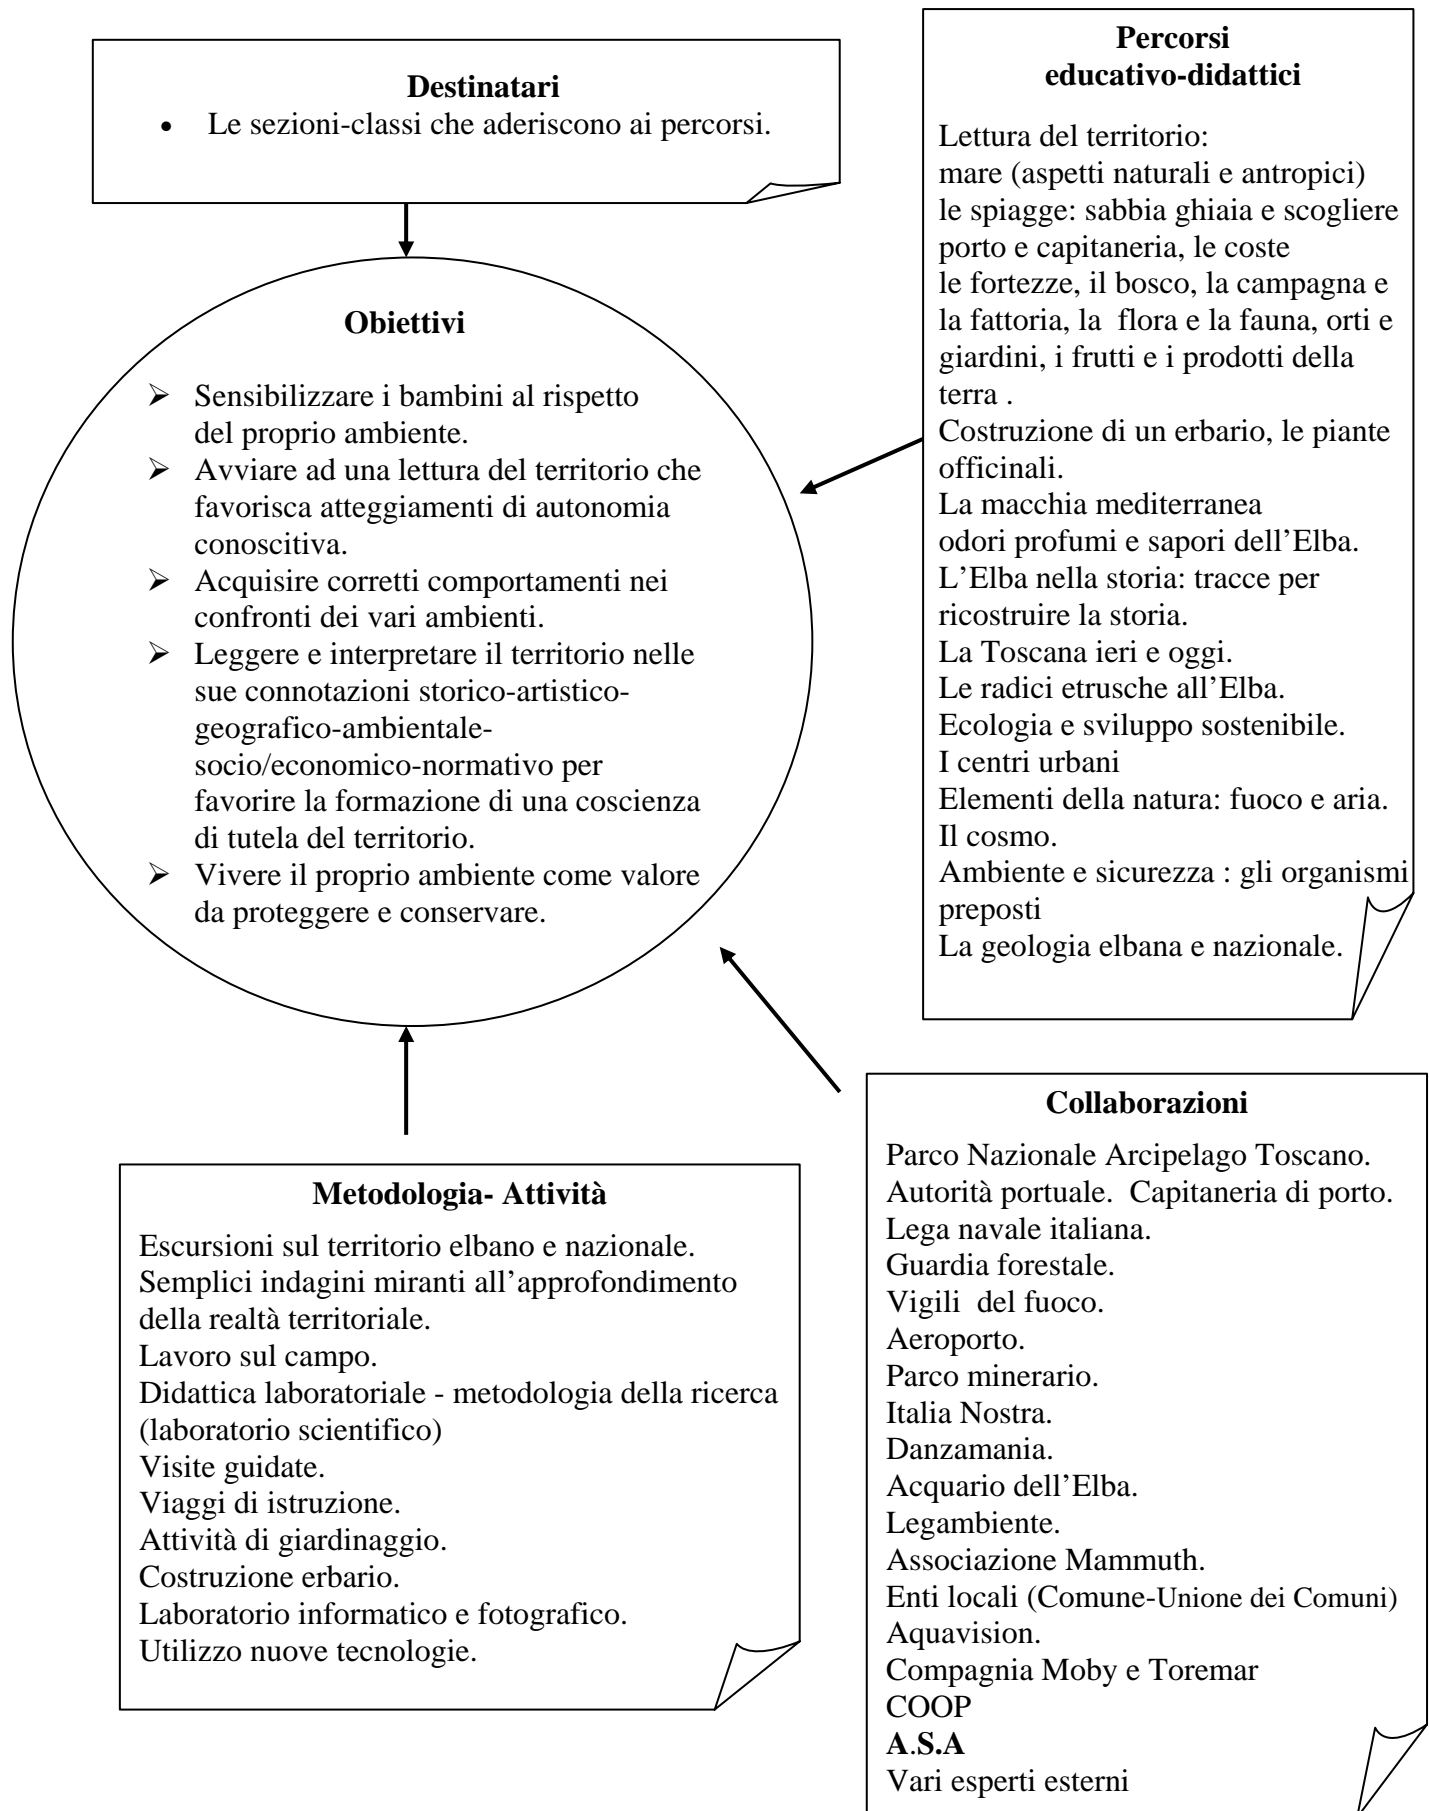 Destinatari
• Le sezioni-classi che aderiscono ai percorsi.
Obiettivi
➢ Sensibilizzare i bambini al rispetto
del proprio ambiente.
➢ Avviare ad una lettura del territorio che
favorisca atteggiamenti di autonomia
conoscitiva.
➢ Acquisire corretti comportamenti nei
confronti dei vari ambienti.
➢ Leggere e interpretare il territorio nelle
sue connotazioni storico-artistico-
geografico-ambientale-
socio/economico-normativo per
favorire la formazione di una coscienza
di tutela del territorio.
➢ Vivere il proprio ambiente come valore
da proteggere e conservare.
Percorsi
educativo-didattici
Lettura del territorio:
mare (aspetti naturali e antropici)
le spiagge: sabbia ghiaia e scogliere
porto e capitaneria, le coste
le fortezze, il bosco, la campagna e
la fattoria, la  flora e la fauna, orti e
giardini, i frutti e i prodotti della
terra .
Costruzione di un erbario, le piante
officinali.
La macchia mediterranea
odori profumi e sapori dell’Elba.
L’Elba nella storia: tracce per
ricostruire la storia.
La Toscana ieri e oggi.
Le radici etrusche all’Elba.
Ecologia e sviluppo sostenibile.
I centri urbani
Elementi della natura: fuoco e aria.
Il cosmo.
Ambiente e sicurezza : gli organismi
preposti
La geologia elbana e nazionale.
Metodologia- Attività
Escursioni sul territorio elbano e nazionale.
Semplici indagini miranti all’approfondimento
della realtà territoriale.
Lavoro sul campo.
Didattica laboratoriale - metodologia della ricerca
(laboratorio scientifico)
Visite guidate.
Viaggi di istruzione.
Attività di giardinaggio.
Costruzione erbario.
Laboratorio informatico e fotografico.
Utilizzo nuove tecnologie.
Collaborazioni
Parco Nazionale Arcipelago Toscano.
Autorità portuale.  Capitaneria di porto.
Lega navale italiana.
Guardia forestale.
Vigili  del fuoco.
Aeroporto.
Parco minerario.
Italia Nostra.
Danzamania.
Acquario dell’Elba.
Legambiente.
Associazione Mammuth.
Enti locali (Comune-Unione dei Comuni)
Aquavision.
Compagnia Moby e Toremar
COOP
A.S.A
Vari esperti esterni